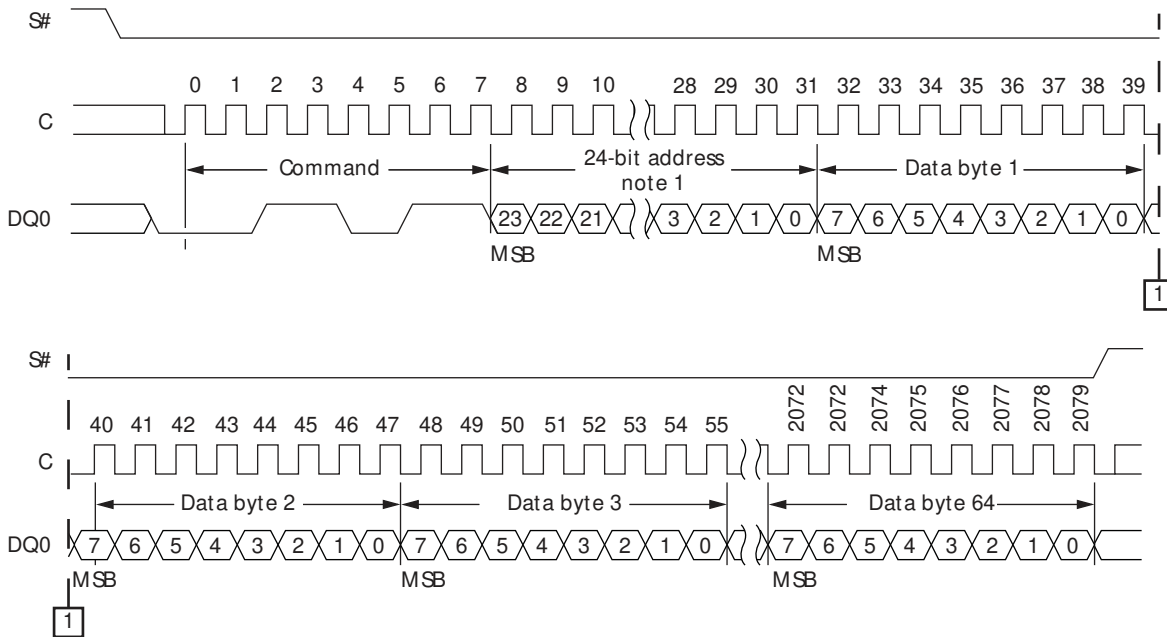 S#
0 1 2 3 4 5 6 7 8 9 10 28 29 30 31 32 33 34 35 36 37 38 39
C
Command
24-bit address
note 1
Data byte 1
DQ0
23 22 21 3 2 1 0 7 6 5 4 3 2 1 0
MSB MSB
1
S#
40 41 42 43 44 45 46 47 48 49 50 51 52 53 54 55 2072 2072 2074 2075 2076 2077 2078 2079
C
Data byte 2 Data byte 3 Data byte 64
DQ0
7 6 5 4 3 2 1 0 7 6 5 4 3 2 1 0 7 6 5 4 3 2 1 0
MSB MSB MSB
1